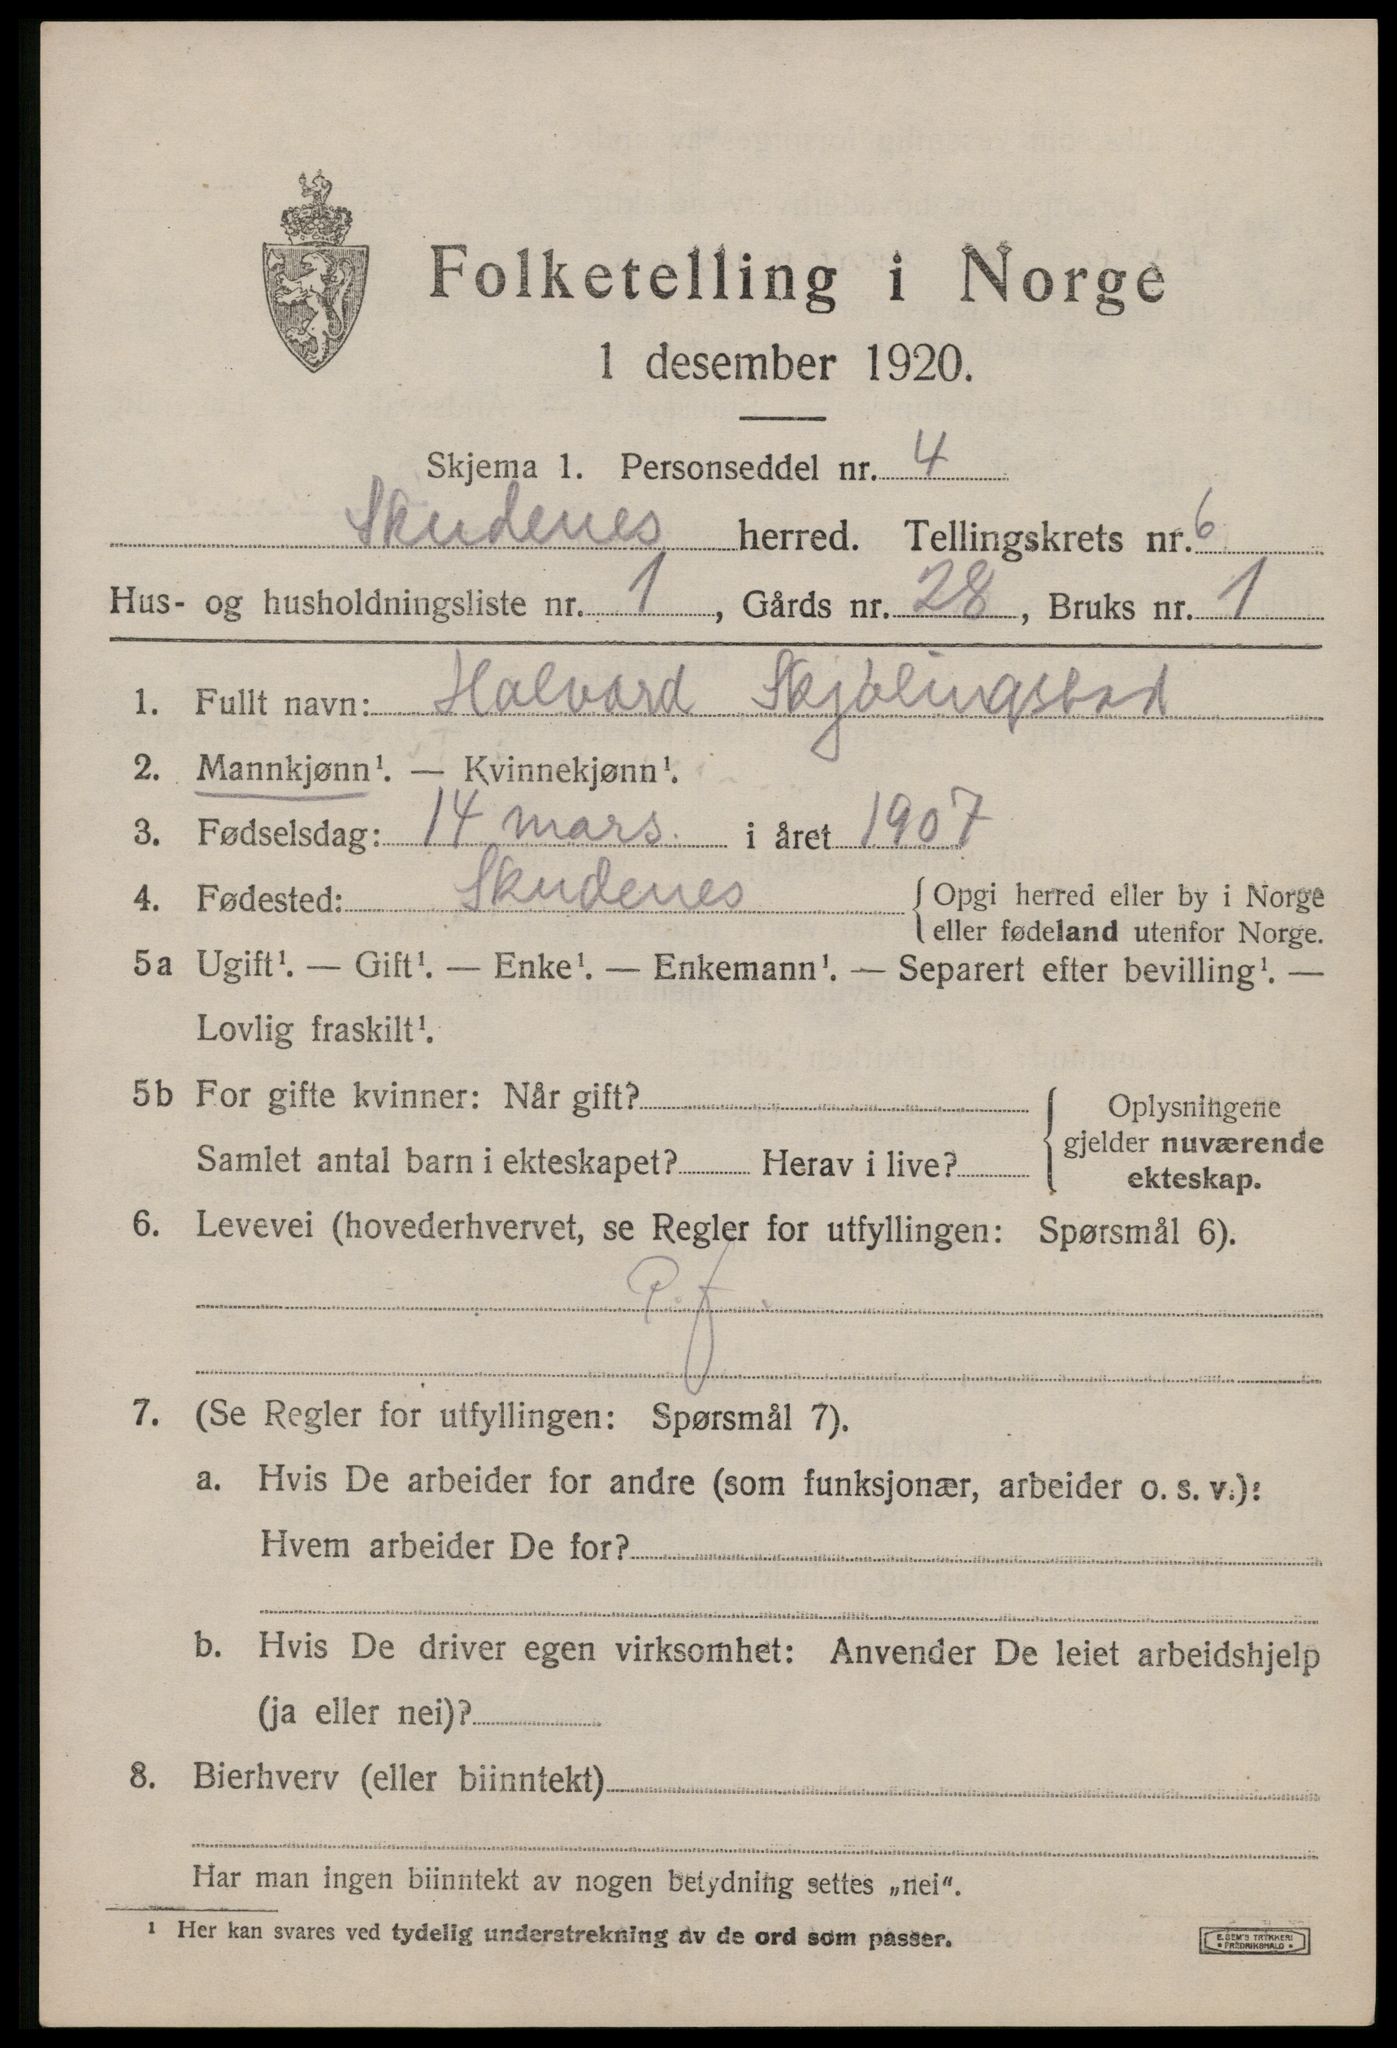 Folketelling i Norge
1 desember 1920.
Skjema 1. Personseddel nr. 4
Skudenes herred. Tellingskrets nr. 6
Hus- og husholdningsliste nr. 1, Gårds nr. 28, Bruks nr. 1
1. Fullt navn: Halvard Skjølingstad
2. Mannkjønn¹. — Kvinnekjønn¹.
3. Fødselsdag: 14 mars. i året 1907
4. Fødested: Skudenes { Opgi herred eller by i Norge
eller fødeland utenfor Norge.
5a Ugift¹. — Gift¹. — Enke¹. — Enkemann¹. — Separert efter bevilling¹. —
Lovlig fraskilt¹.
5b For gifte kvinner: Når gift?
Samlet antal barn i ekteskapet? Herav i live?
Oplysningene
gjelder nuværende
ekteskap.
6. Levevei (hovederhvervet, se Regler for utfyllingen: Spørsmål 6).
P. f.
7. (Se Regler for utfyllingen: Spørsmål 7).
a. Hvis De arbeider for andre (som funksjonær, arbeider o. s. v.):
Hvem arbeider De for?
b. Hvis De driver egen virksomhet: Anvender De leiet arbeidshjelp
(ja eller nei)?
8. Bierhverv (eller biinntekt)
Har man ingen biinntekt av nogen betydning settes „nei“.
¹ Her kan svares ved tydelig understrekning av de ord som passer.
E. SEM'S TRYKKERI
• FREDRIKSHALD •